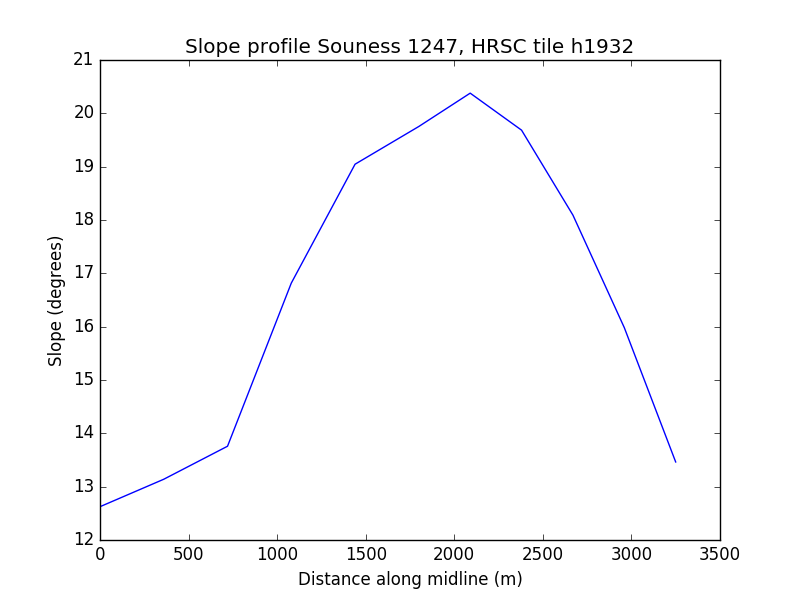 Slope profile Souness 1247, HRSC tile h1932
21
20
19
18
17
16
15
14
13
12
Slope (degrees)
0 500 1000 1500 2000 2500 3000 3500
Distance along midline (m)